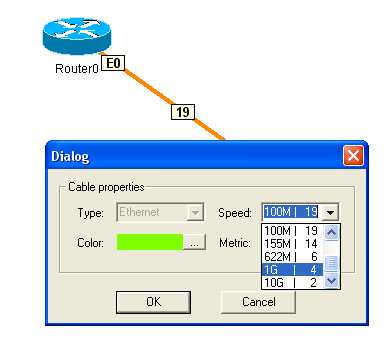 Router0
E0
19
Dialog
Cable properties
Type: Ethernet Speed: 100M | 19
Color: ... Metric:
100M | 19
155M | 14
622M | 6
1G | 4
10G | 2
OK Cancel